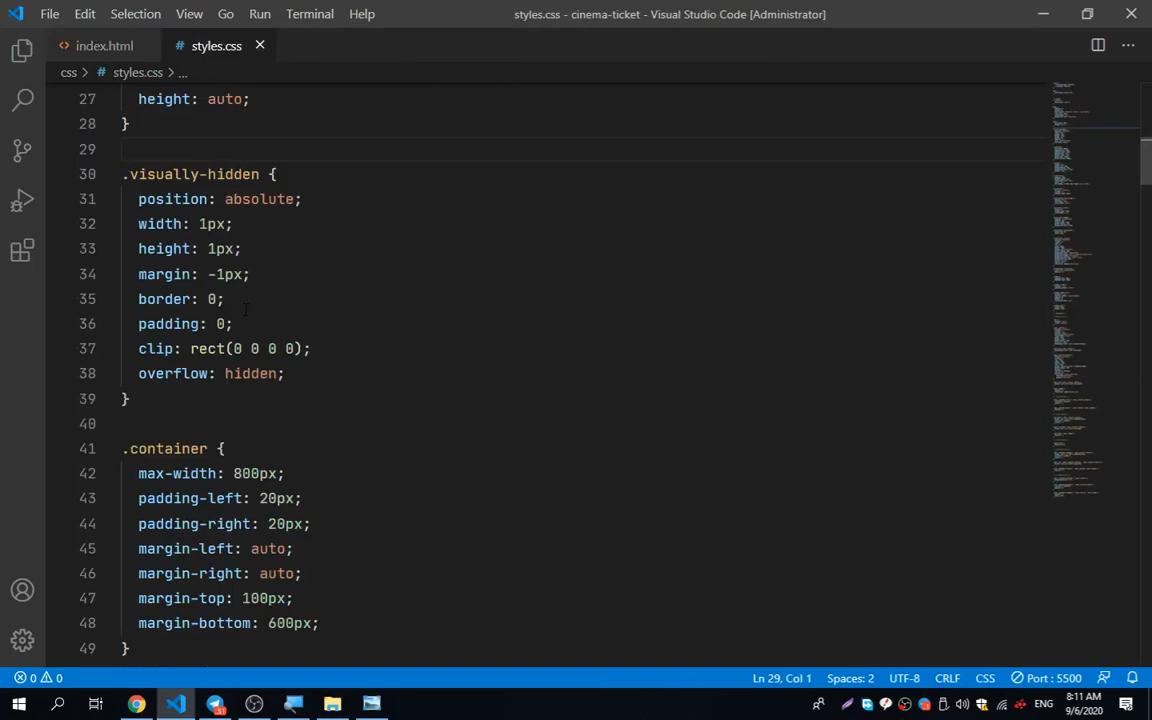 File Edit Selection View Go Run Terminal Help styles.css - cinema-ticket - Visual Studio Code [Administrator]
<> index.html # styles.css ×
css > # styles.css > ...
27 height: auto;
28 }
29
30 .visually-hidden {
31 position: absolute;
32 width: 1px;
33 height: 1px;
34 margin: -1px;
35 border: 0;
36 padding: 0;
37 clip: rect(0 0 0 0);
38 overflow: hidden;
39 }
40
41 .container {
42 max-width: 800px;
43 padding-left: 20px;
44 padding-right: 20px;
45 margin-left: auto;
46 margin-right: auto;
47 margin-top: 100px;
48 margin-bottom: 600px;
49 }
0 0 Ln 29, Col 1 Spaces: 2 UTF-8 CRLF CSS Port : 5500
8:11 AM
ENG
9/6/2020